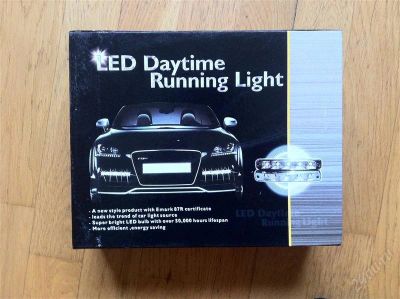 LED Daytime
Running Light
- A new style product with Emark 87R certificate
- leads the trend of car light source
- Super bright LED bulb with over 50,000 hours lifespan
- More efficient ,energy saving
LED Daytime
Running Light